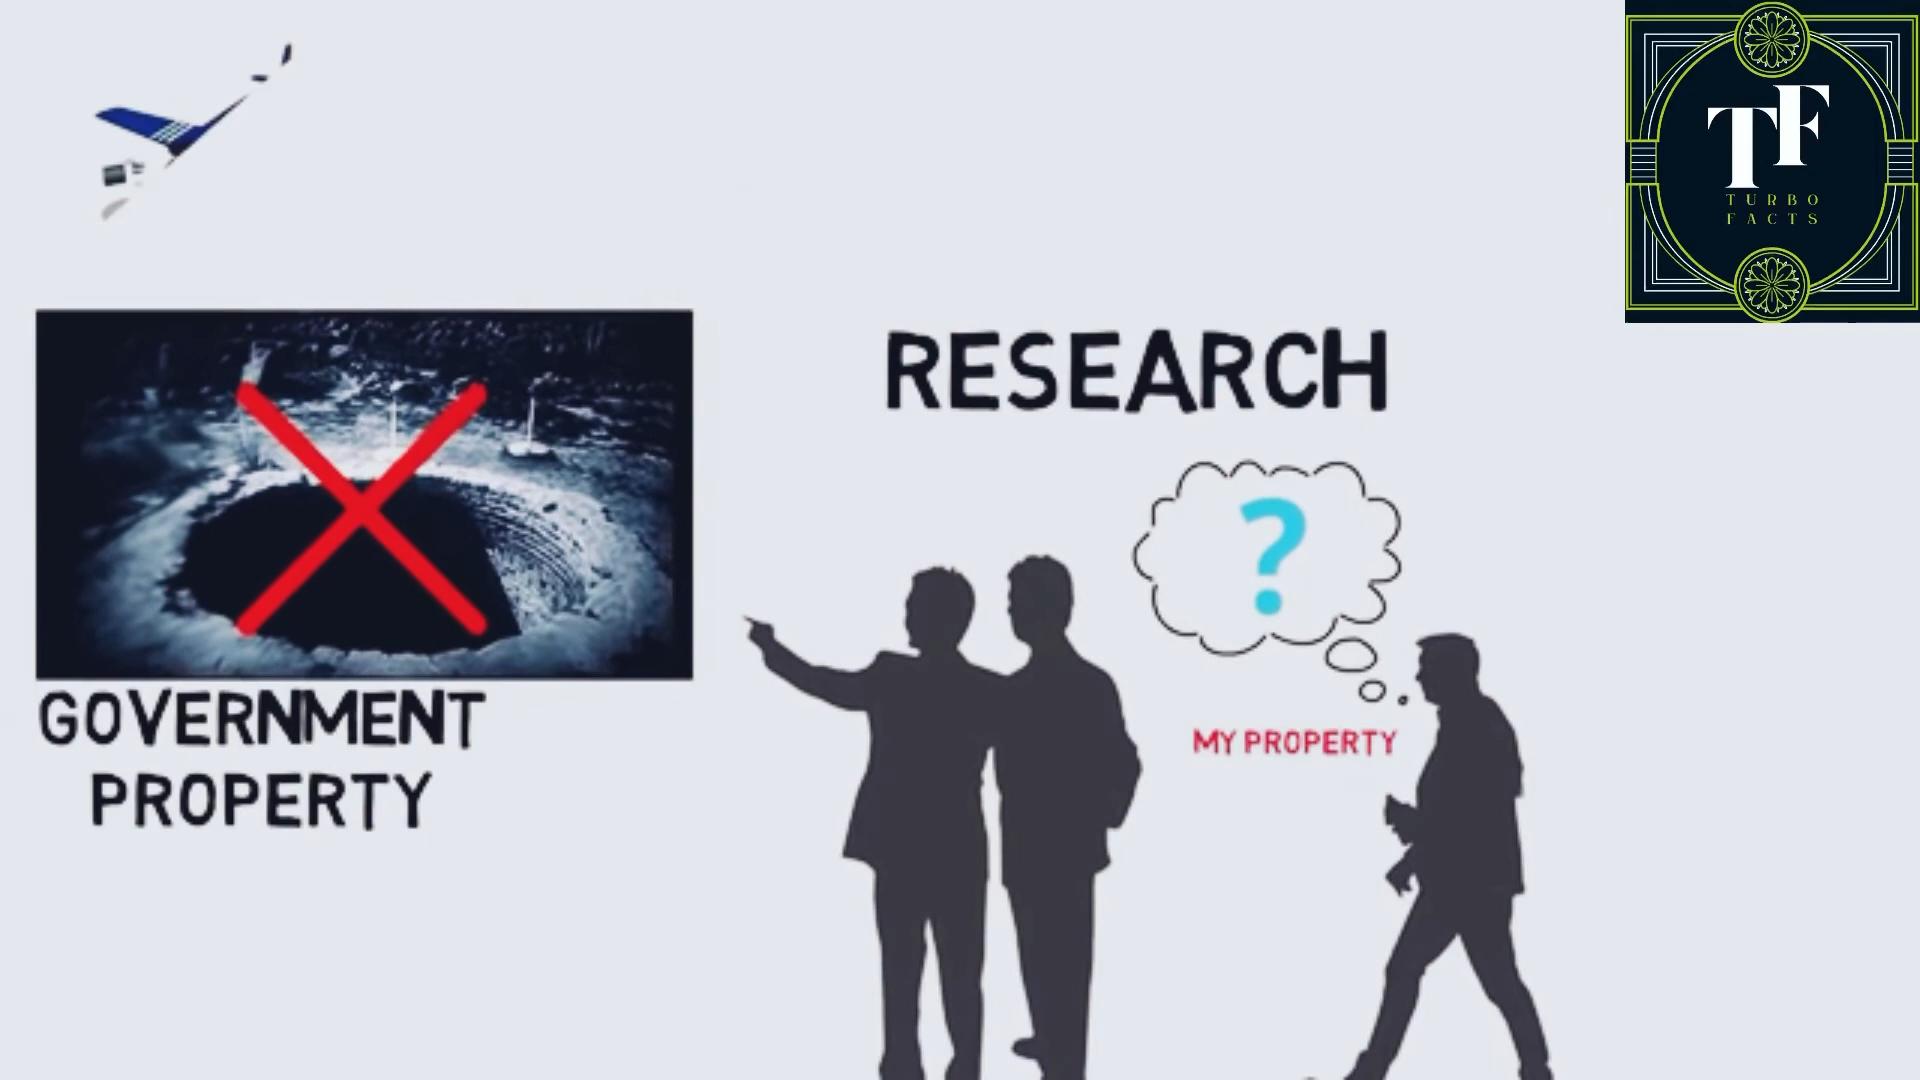 TF
TURBO
FACTS
RESEARCH
?
GOVERNMENT
PROPERTY
MY PROPERTY